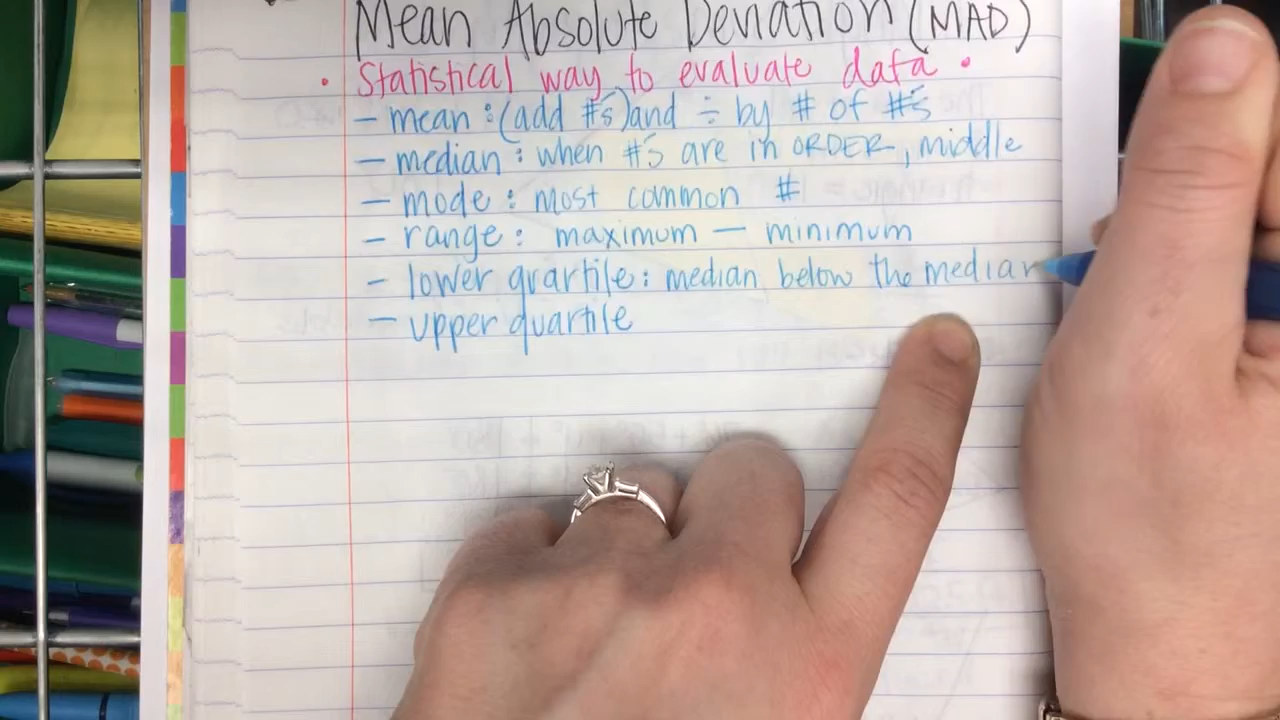 Mean Absolute Deviation (MAD)
• Statistical way to evaluate data •
- mean : (add #'s) and ÷ by # of #'s
- median : when #'s are in ORDER, middle
- mode : most common #
- range : maximum - minimum
- lower quartile : median below the median
- upper quartile